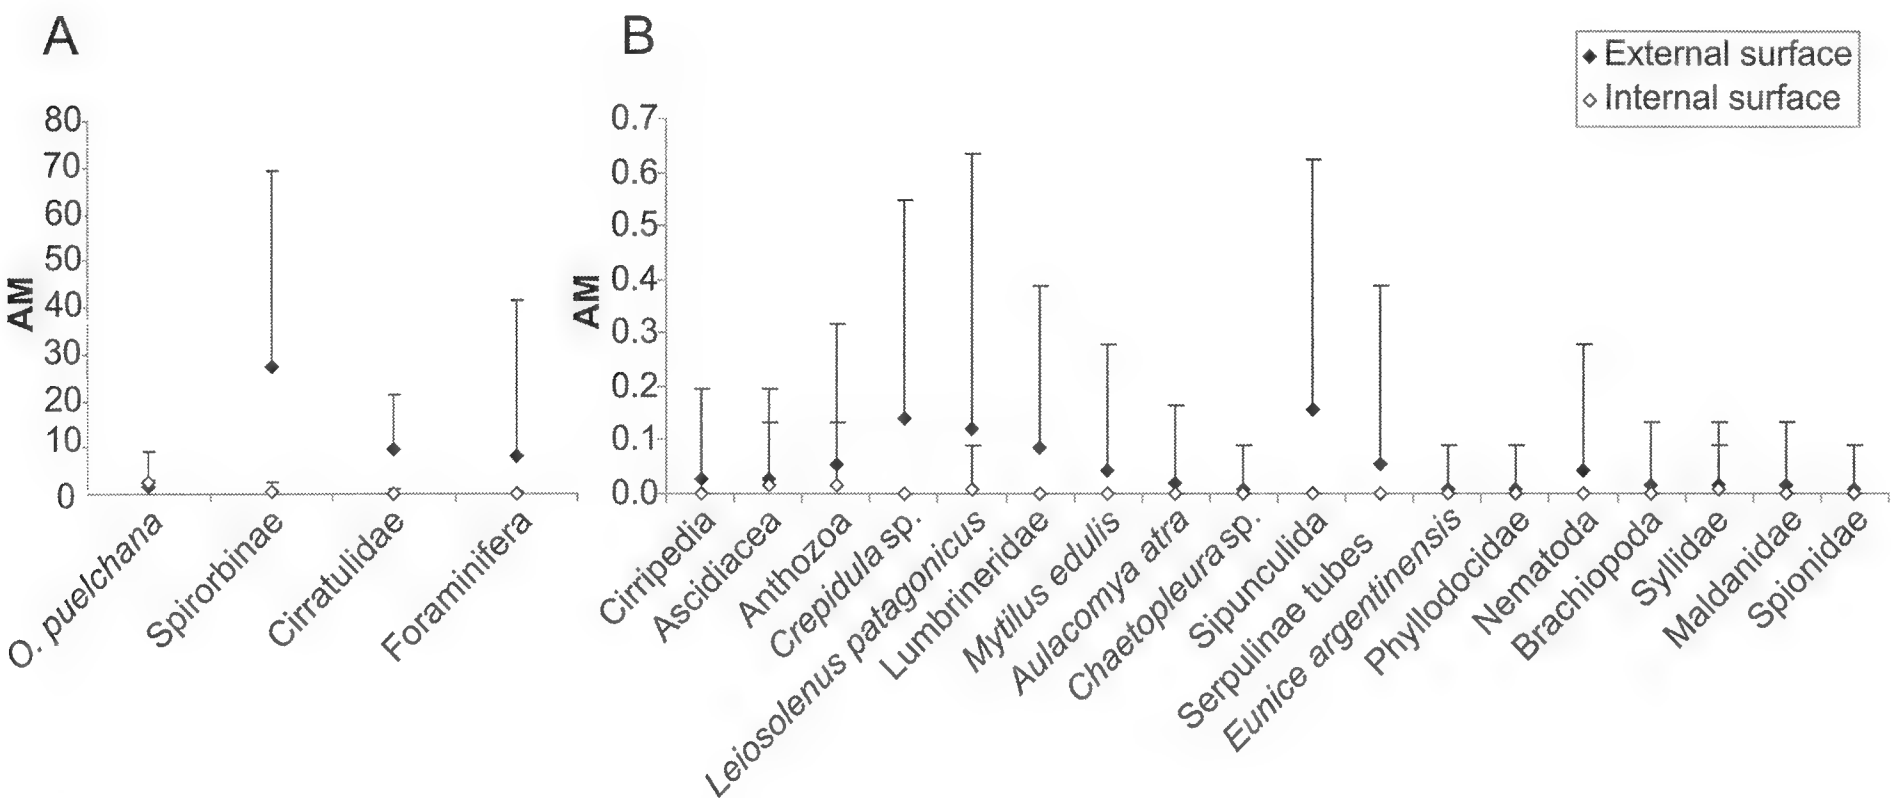 A
B
External surface
Internal surface
80
70
60
50
40
30
20
10
0
AM
O. puelchana
Spirorbinae
Cirratulidae
Foraminifera
0.7
0.6
0.5
0.4
0.3
0.2
0.1
0.0
AM
Cirripedia
Ascidiacea
Anthozoa
Crepidula sp.
Leiosolenus patagonicus
Lumbrineridae
Mytilus edulis
Aulacomya atra
Chaetopleura sp.
Sipunculida
Serpulinae tubes
Eunice argentinensis
Phyllodocidae
Nematoda
Brachiopoda
Syllidae
Maldanidae
Spionidae